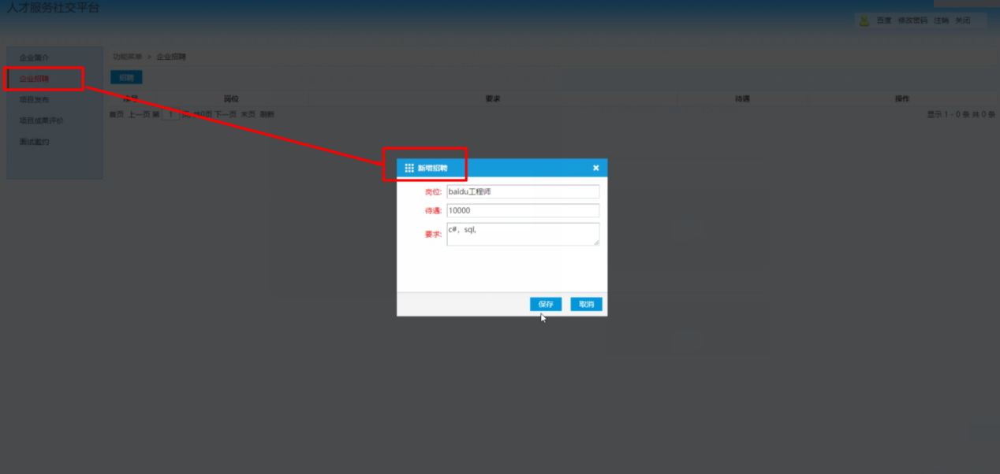 人才服务社交平台
百度 修改密码 注销 关闭
企业简介
企业招聘
项目发布
项目成果评价
面试邀约
功能菜单 > 企业招聘
招聘
序号 岗位 要求 待遇 操作
首页 上一页 第 1 页, 共0页 下一页 末页 刷新
显示 1 - 0 条 共 0 条
新增招聘
岗位: baidu工程师
待遇: 10000
要求: c#，sql,
保存 取消